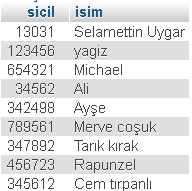 sicil isim
13031 Selamettin Uygar
123456 yagiz
654321 Michael
34562 Ali
342498 Ayşe
789561 Merve coşuk
347892 Tarık kırak
456723 Rapunzel
345612 Cem tırpanlı